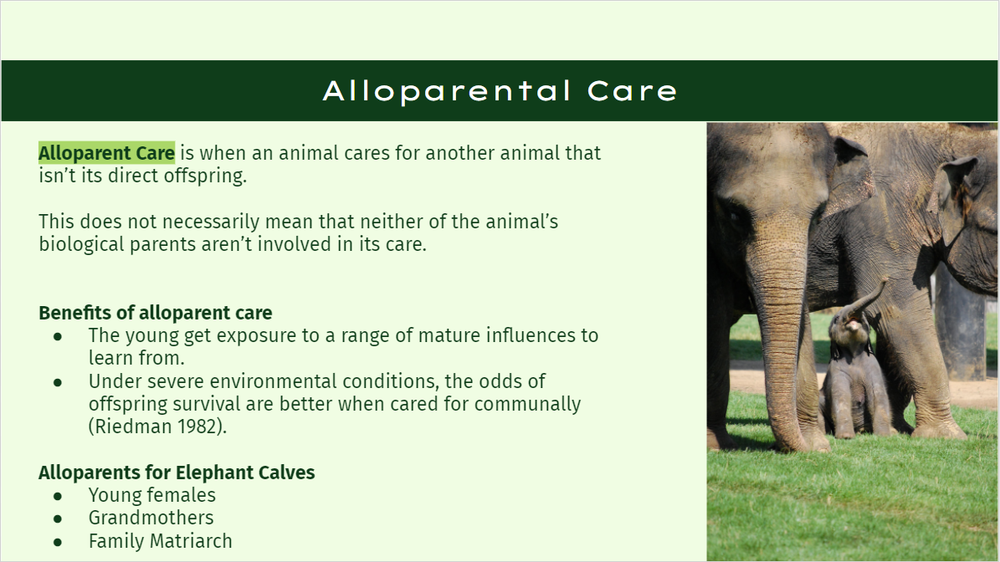 Alloparental Care
Alloparent Care is when an animal cares for another animal that
isn’t its direct offspring.
This does not necessarily mean that neither of the animal’s
biological parents aren’t involved in its care.
Benefits of alloparent care
● The young get exposure to a range of mature influences to
learn from.
● Under severe environmental conditions, the odds of
offspring survival are better when cared for communally
(Riedman 1982).
Alloparents for Elephant Calves
● Young females
● Grandmothers
● Family Matriarch